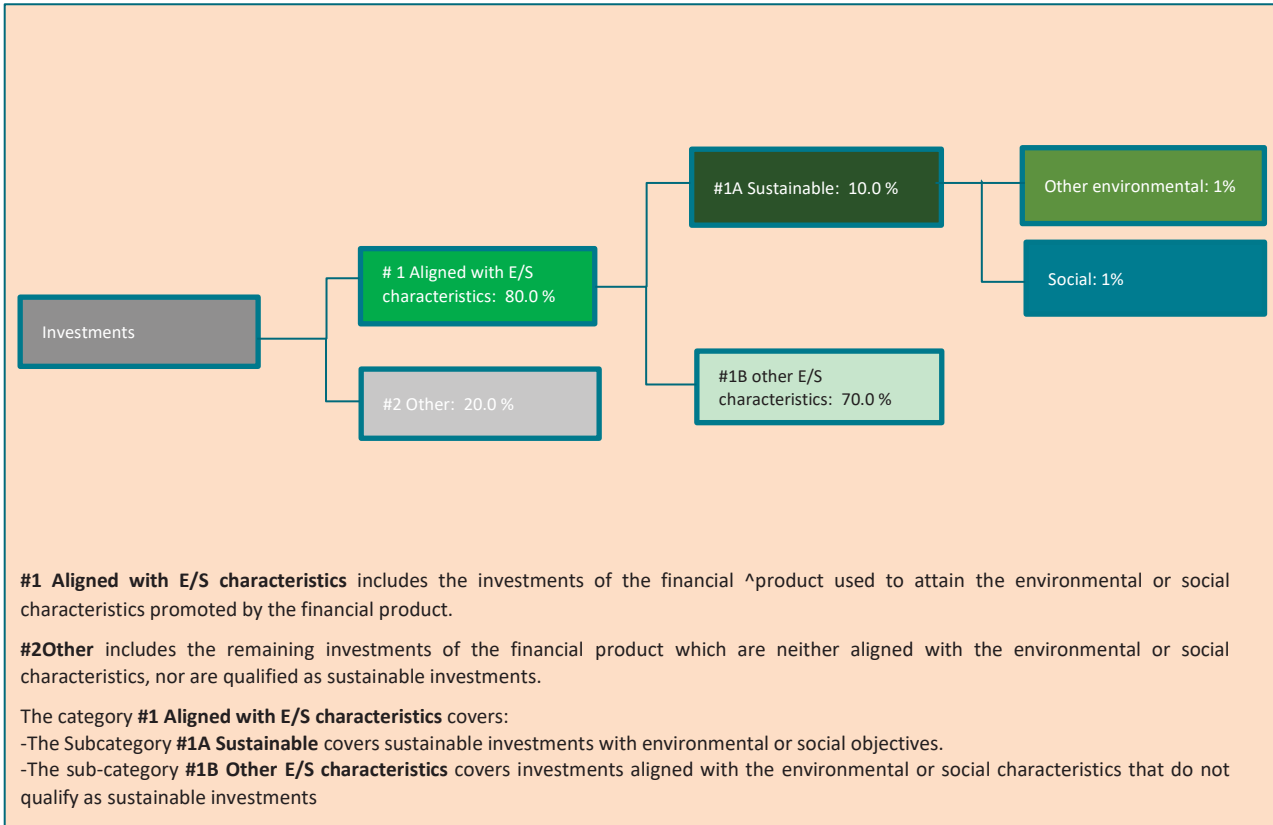 #1A Sustainable: 10.0 %
Other environmental: 1%
# 1 Aligned with E/S
characteristics: 80.0 %
Social: 1%
Investments
#2 Other: 20.0 %
#1B other E/S
characteristics: 70.0 %
#1 Aligned with E/S characteristics includes the investments of the financial ^product used to attain the environmental or social
characteristics promoted by the financial product.
#2Other includes the remaining investments of the financial product which are neither aligned with the environmental or social
characteristics, nor are qualified as sustainable investments.
The category #1 Aligned with E/S characteristics covers:
-The Subcategory #1A Sustainable covers sustainable investments with environmental or social objectives.
-The sub-category #1B Other E/S characteristics covers investments aligned with the environmental or social characteristics that do not
qualify as sustainable investments